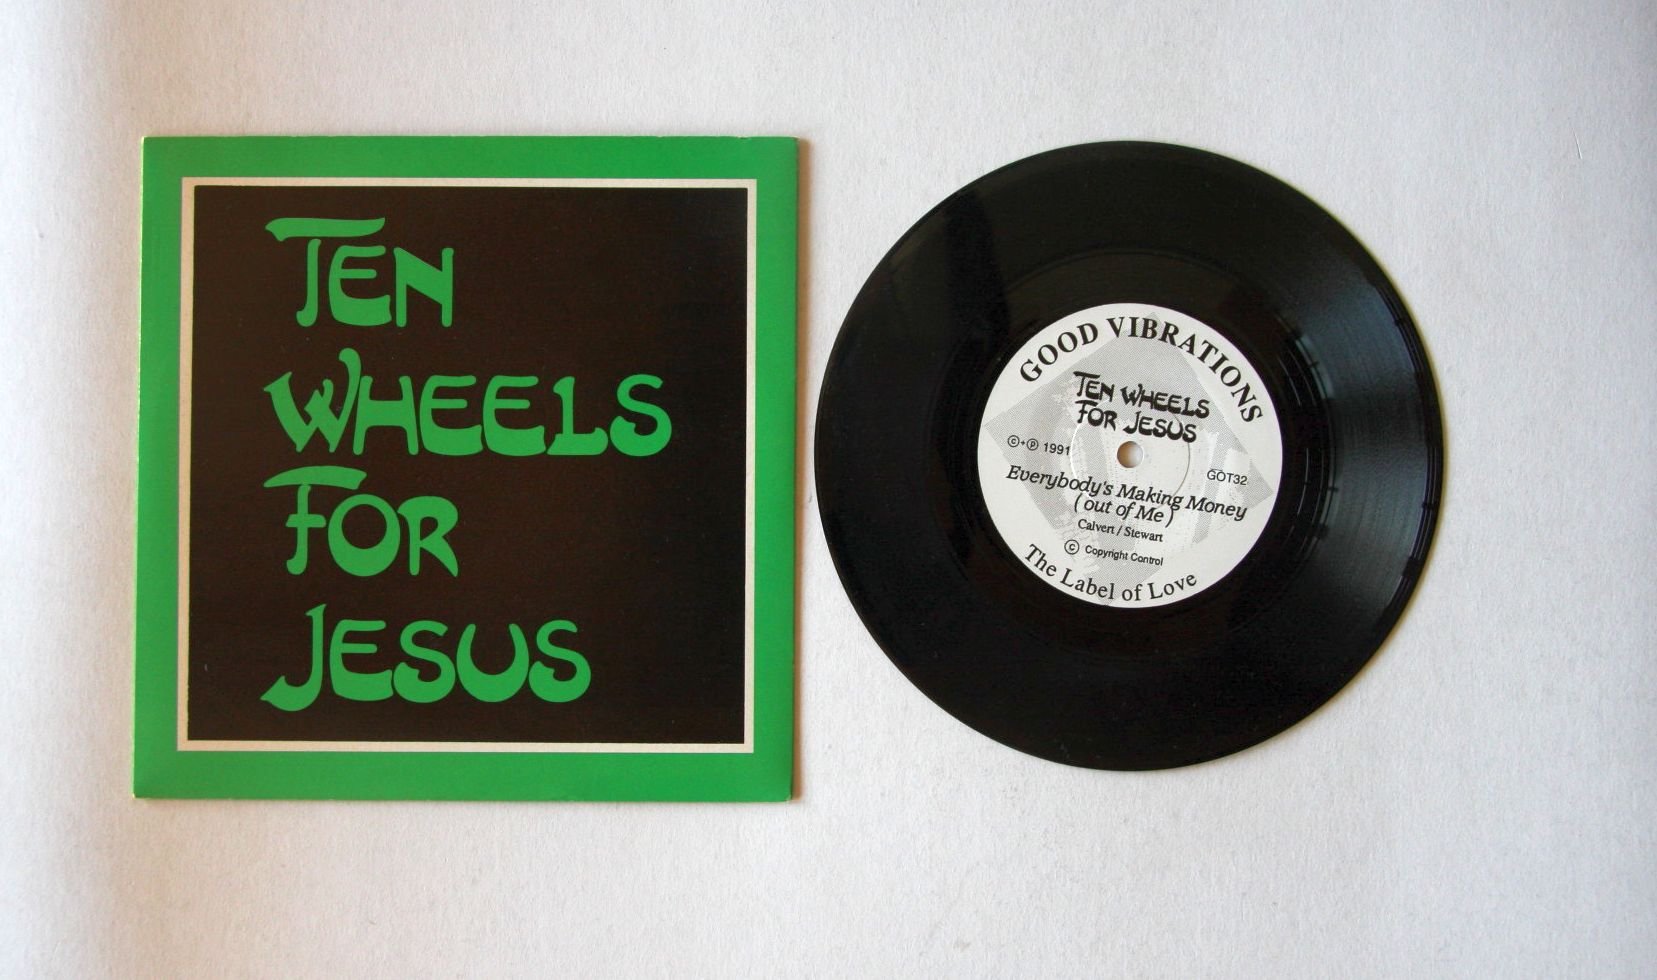 TEN
WHEELS
FOR
JESUS
GOOD VIBRATIONS
TEN WHEELS
FOR JESUS
©+℗ 1991
GOT32
Everybody's Making Money
(out of Me)
Calvert / Stewart
© Copyright Control
The Label of Love